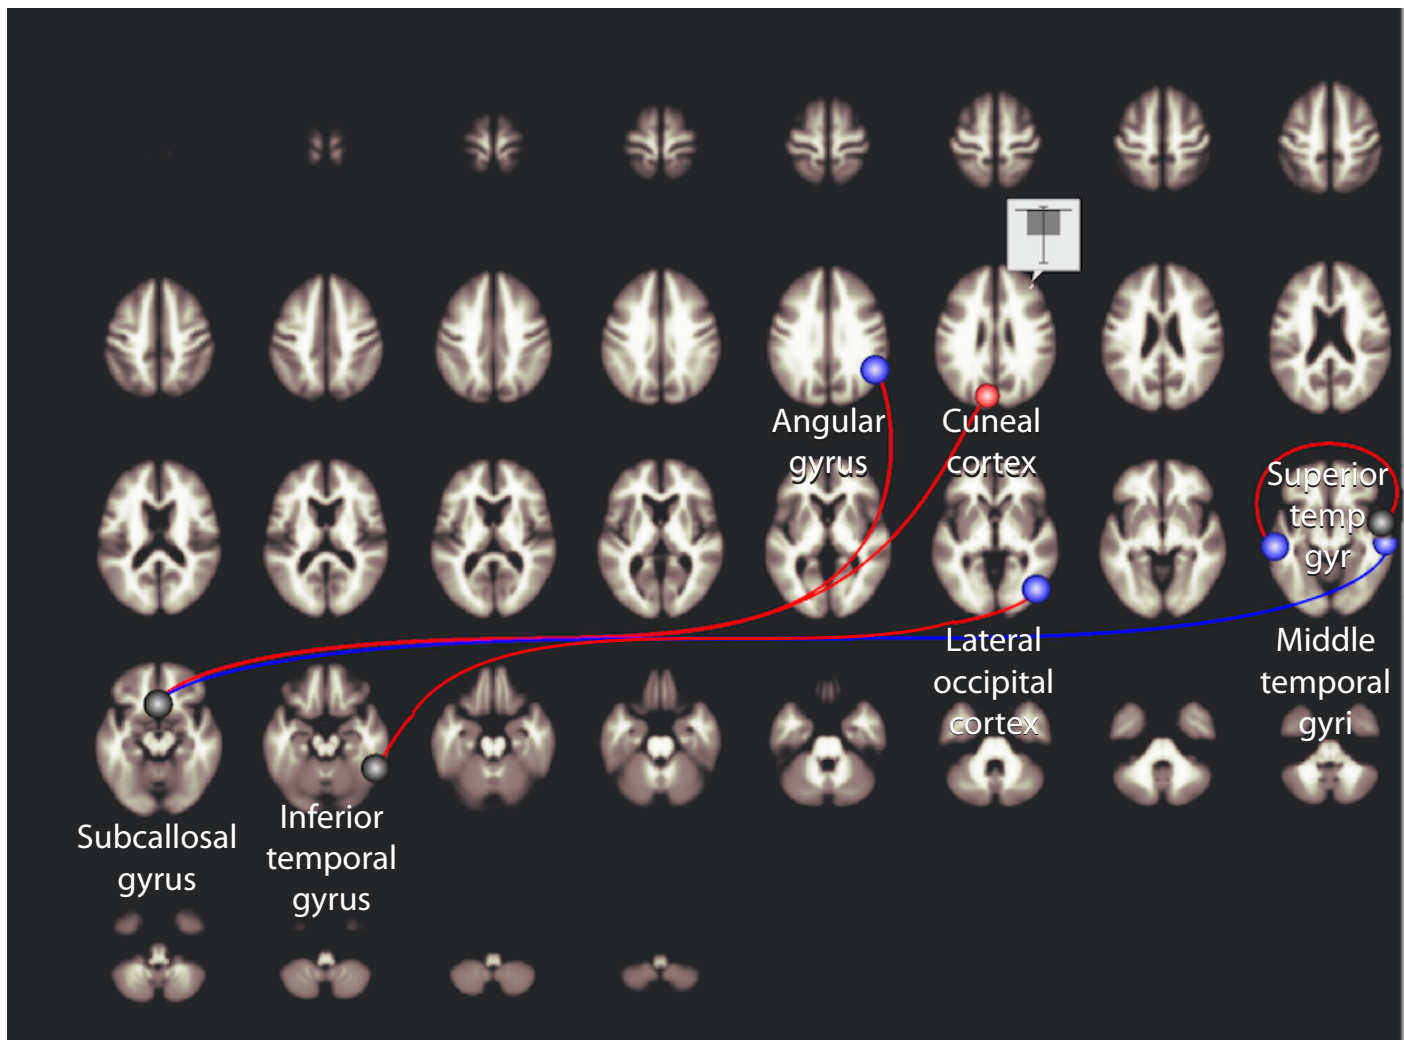 Angular
gyrus
Cuneal
cortex
Superior
temp
gyr
Lateral
occipital
cortex
Middle
temporal
gyri
Subcallosal
gyrus
Inferior
temporal
gyrus